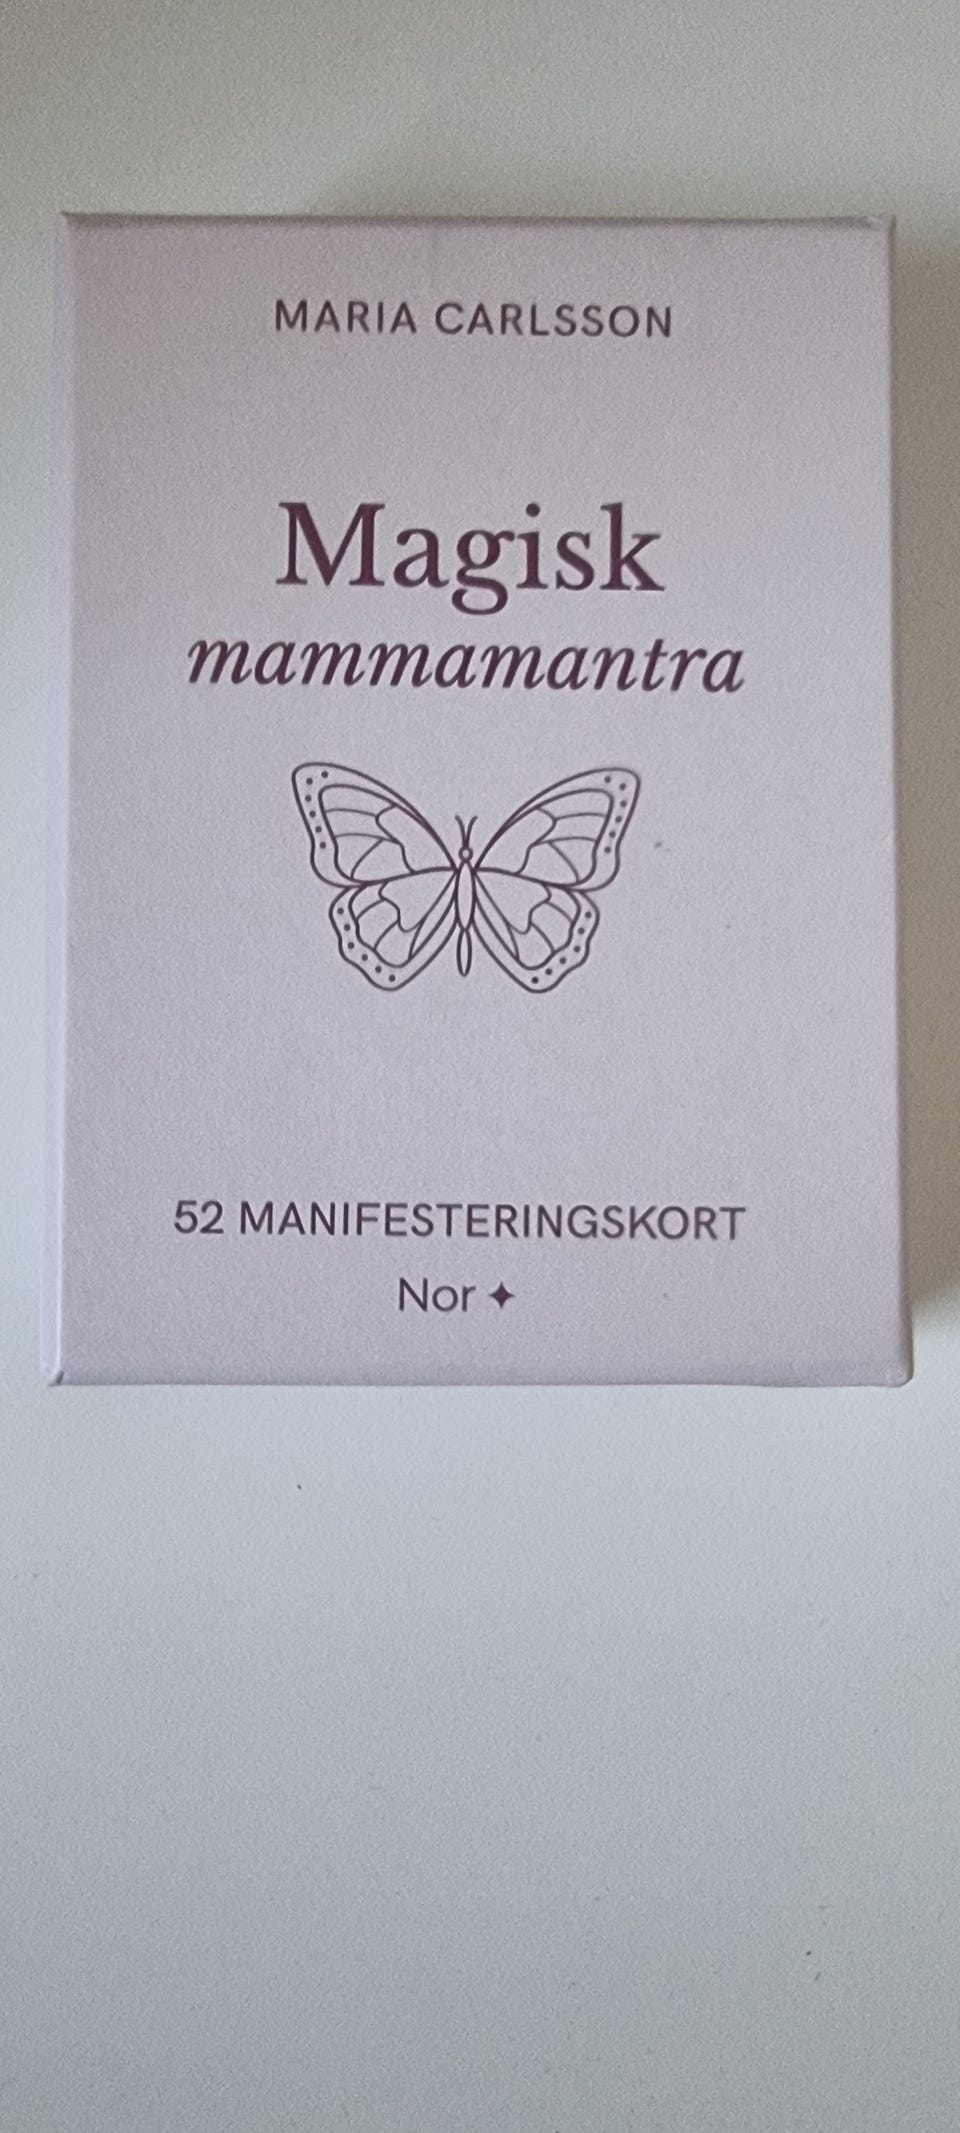 MARIA CARLSSON
Magisk
mammamantra
52 MANIFESTERINGSKORT
Nor